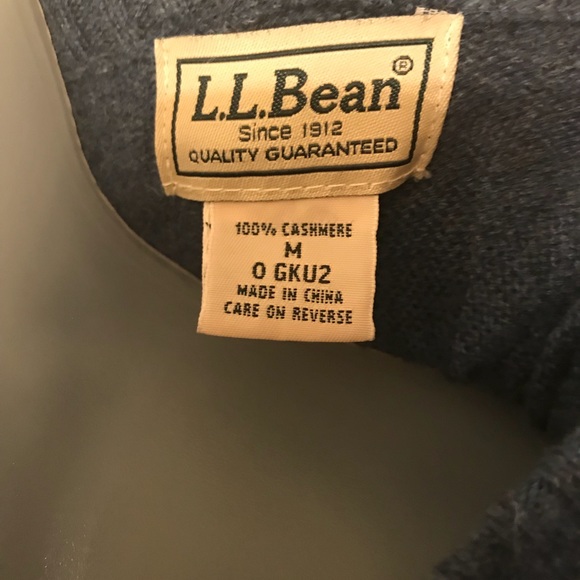 L.L.Bean®
Since 1912
QUALITY GUARANTEED
100% CASHMERE
M
0 GKU2
MADE IN CHINA
CARE ON REVERSE